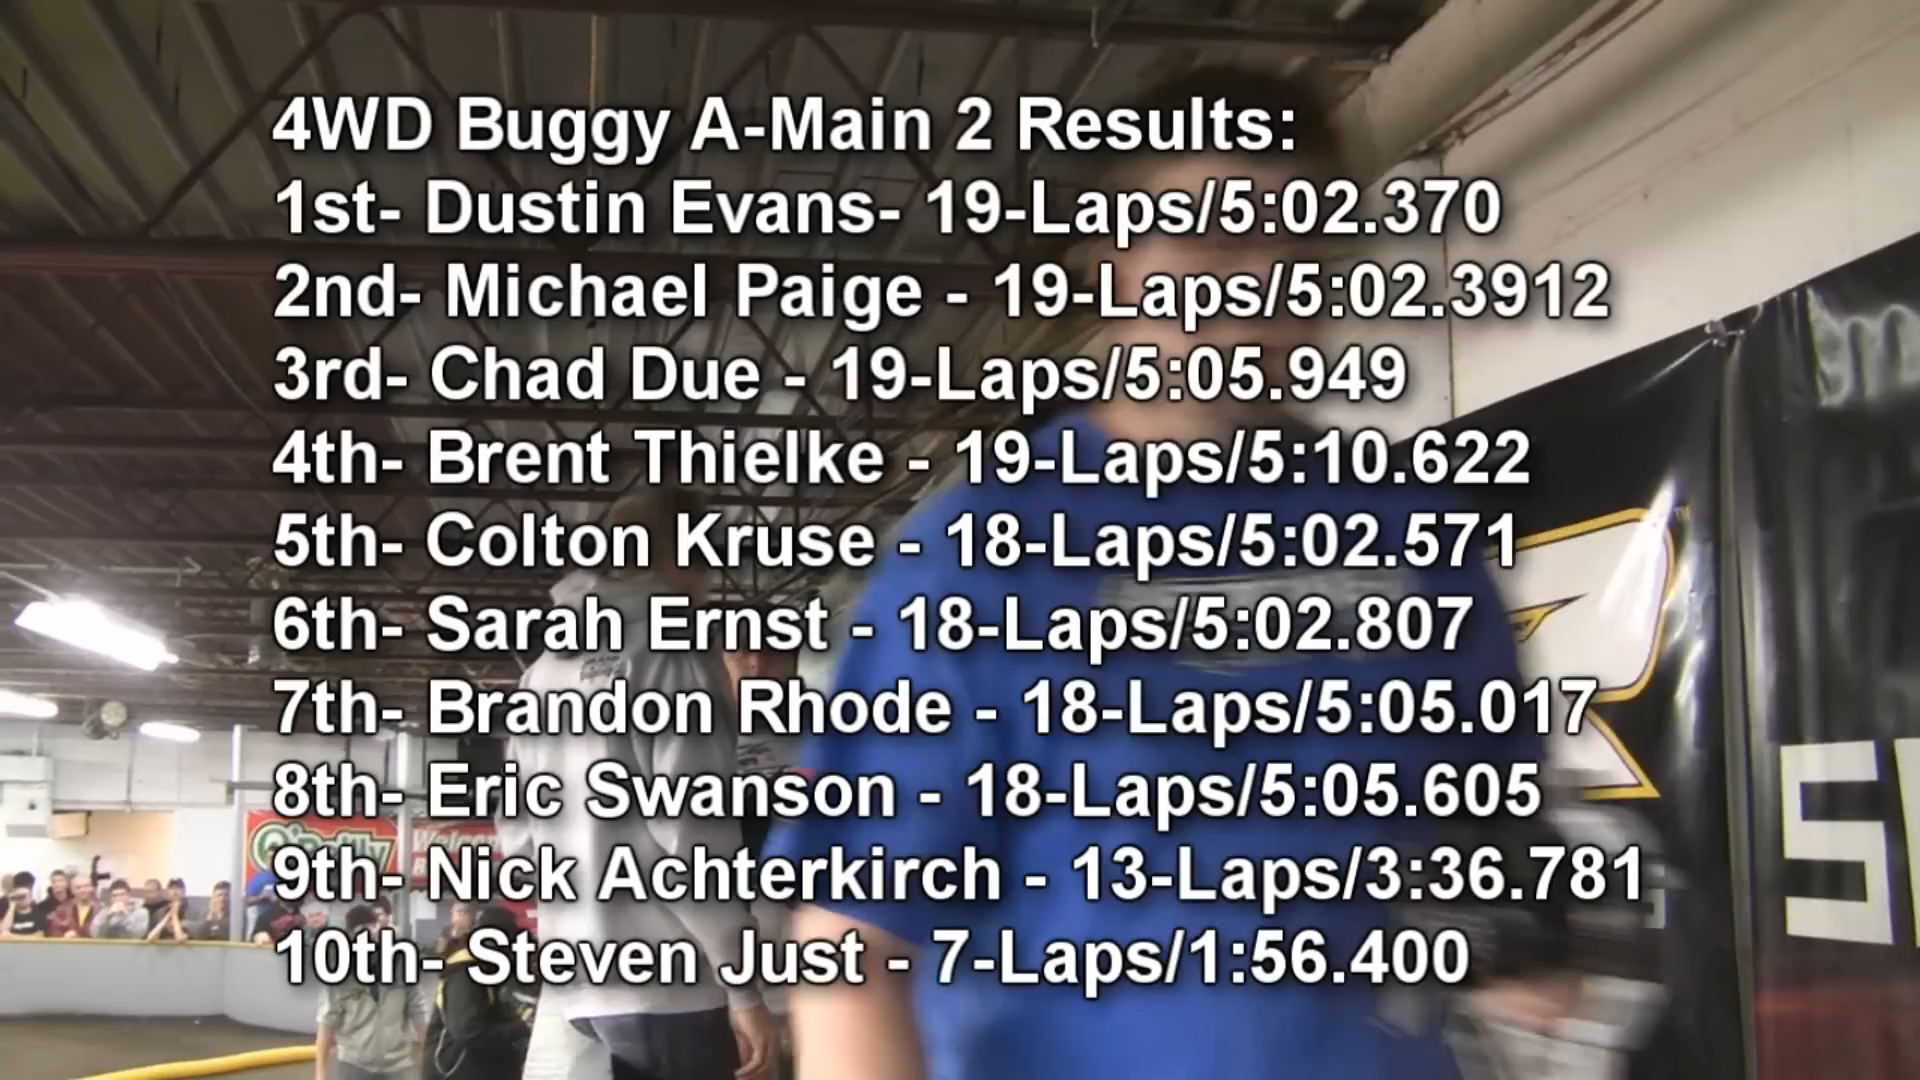 4WD Buggy A-Main 2 Results:
1st- Dustin Evans- 19-Laps/5:02.370
2nd- Michael Paige - 19-Laps/5:02.3912
3rd- Chad Due - 19-Laps/5:05.949
4th- Brent Thielke - 19-Laps/5:10.622
5th- Colton Kruse - 18-Laps/5:02.571
6th- Sarah Ernst - 18-Laps/5:02.807
7th- Brandon Rhode - 18-Laps/5:05.017
8th- Eric Swanson - 18-Laps/5:05.605
9th- Nick Achterkirch - 13-Laps/3:36.781
10th- Steven Just - 7-Laps/1:56.400
O'Reilly